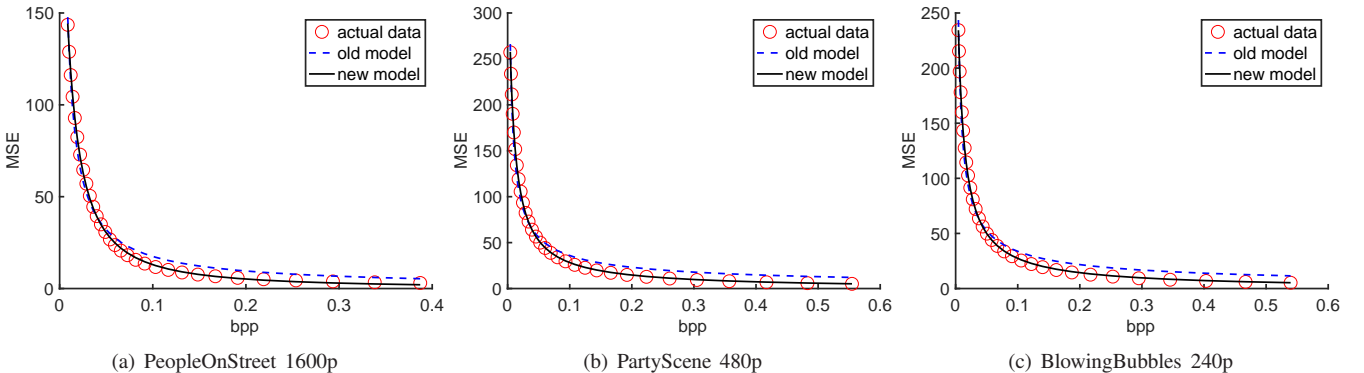 150
100
50
0
MSE
0
0.1
0.2
0.3
0.4
bpp
actual data
old model
new model
(a) PeopleOnStreet 1600p
300
250
200
150
100
50
0
MSE
0
0.1
0.2
0.3
0.4
0.5
0.6
bpp
actual data
old model
new model
(b) PartyScene 480p
250
200
150
100
50
0
MSE
0
0.1
0.2
0.3
0.4
0.5
0.6
bpp
actual data
old model
new model
(c) BlowingBubbles 240p